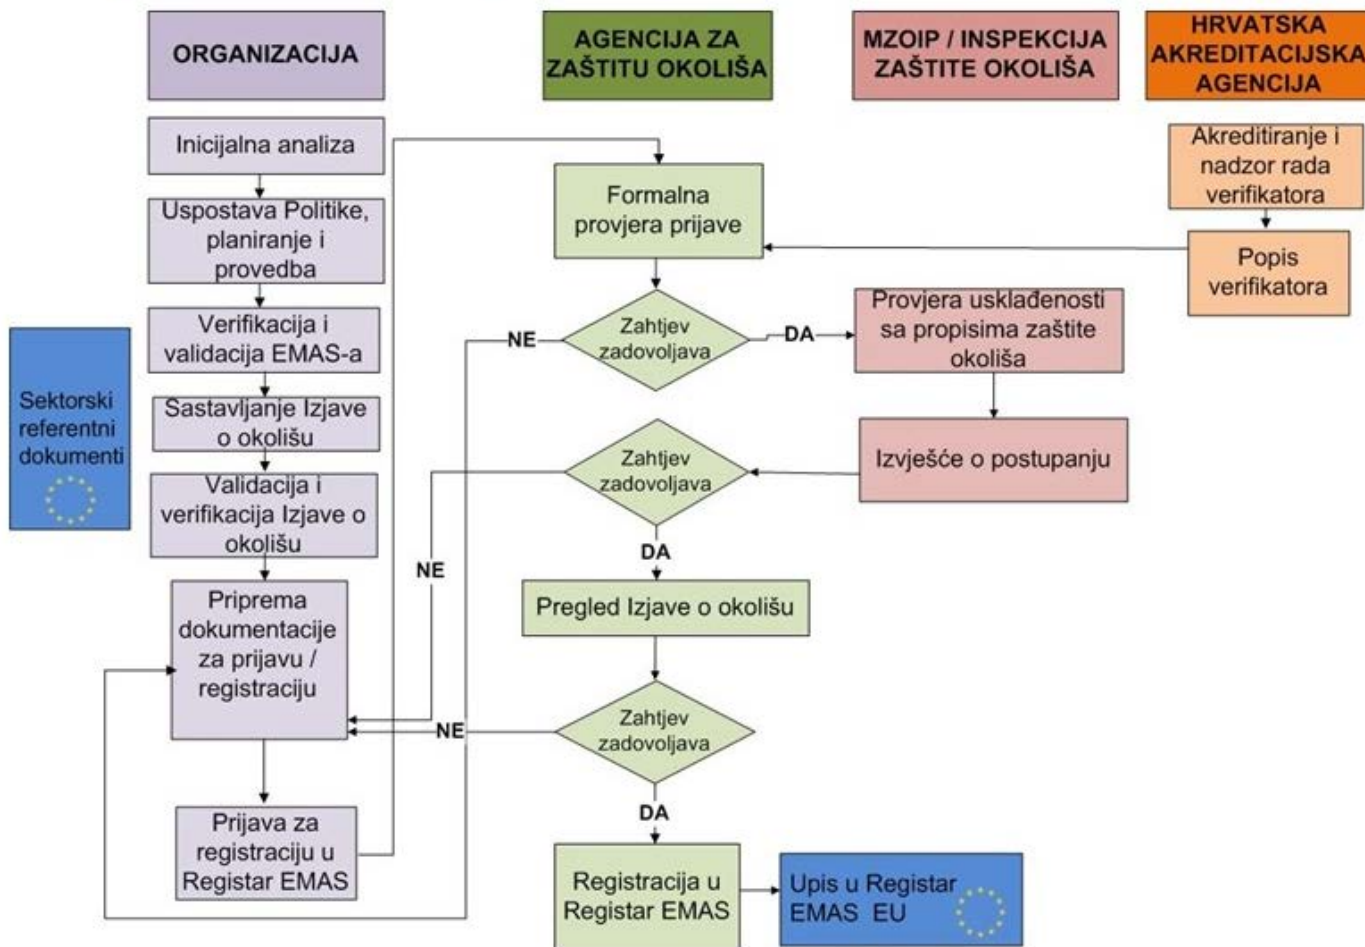 ORGANIZACIJA
AGENCIJA ZA
ZAŠTITU OKOLIŠA
MZOIP / INSPEKCIJA
ZAŠTITE OKOLIŠA
HRVATSKA
AKREDITACIJSKA
AGENCIJA
Inicijalna analiza
Uspostava Politike,
planiranje i
provedba
Verifikacija i
validacija EMAS-a
Sastavljanje Izjave
o okolišu
Validacija i
verifikacija Izjave o
okolišu
Priprema
dokumentacije
za prijavu /
registraciju
Prijava za
registraciju u
Registar EMAS
Sektorski
referentni
dokumenti
Formalna
provjera prijave
Zahtjev
zadovoljava
NE
DA
Zahtjev
zadovoljava
NE
DA
Pregled Izjave o okolišu
Zahtjev
zadovoljava
NE
DA
Registracija u
Registar EMAS
Upis u Registar
EMAS EU
Provjera usklađenosti
sa propisima zaštite
okoliša
Izvješće o postupanju
Akreditiranje i
nadzor rada
verifikatora
Popis
verifikatora